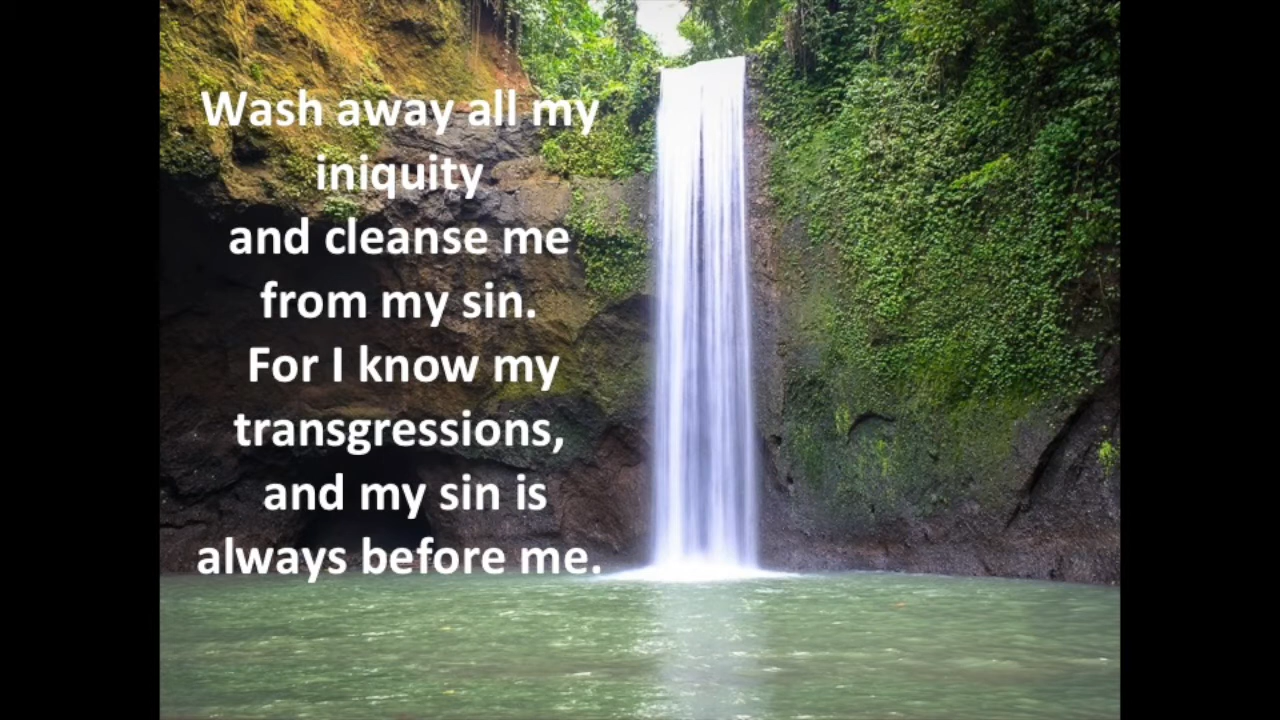 Wash away all my
iniquity
and cleanse me
from my sin.
For I know my
transgressions,
and my sin is
always before me.